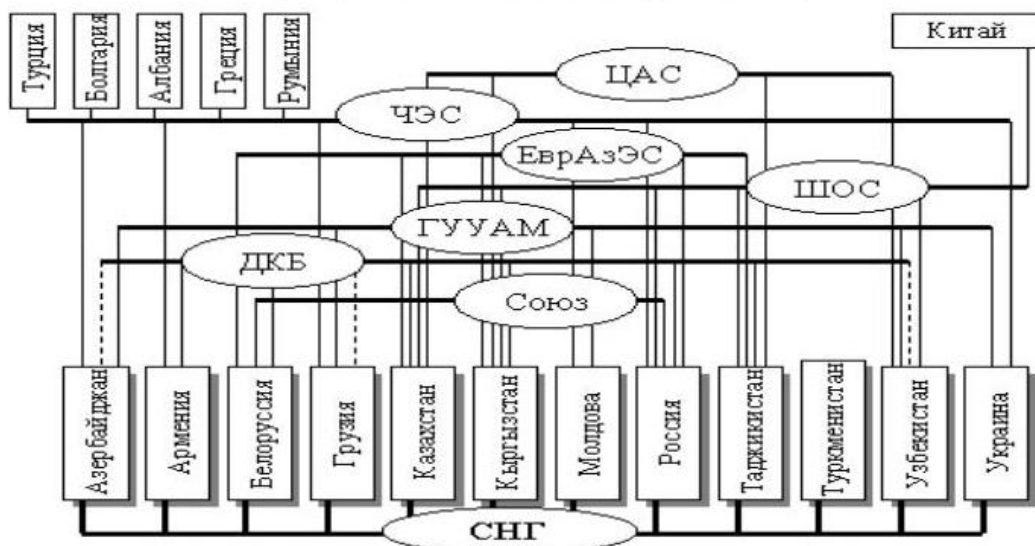 Турция
Болгария
Албания
Греция
Румыния
Китай
ЦАС
ЧЭС
ЕврАзЭС
ШОС
ГУУАМ
ДКБ
Союз
Азербайджан
Армения
Белоруссия
Грузия
Казахстан
Кыргызстан
Молдова
Россия
Таджикистан
Туркменистан
Узбекистан
Украина
СНГ